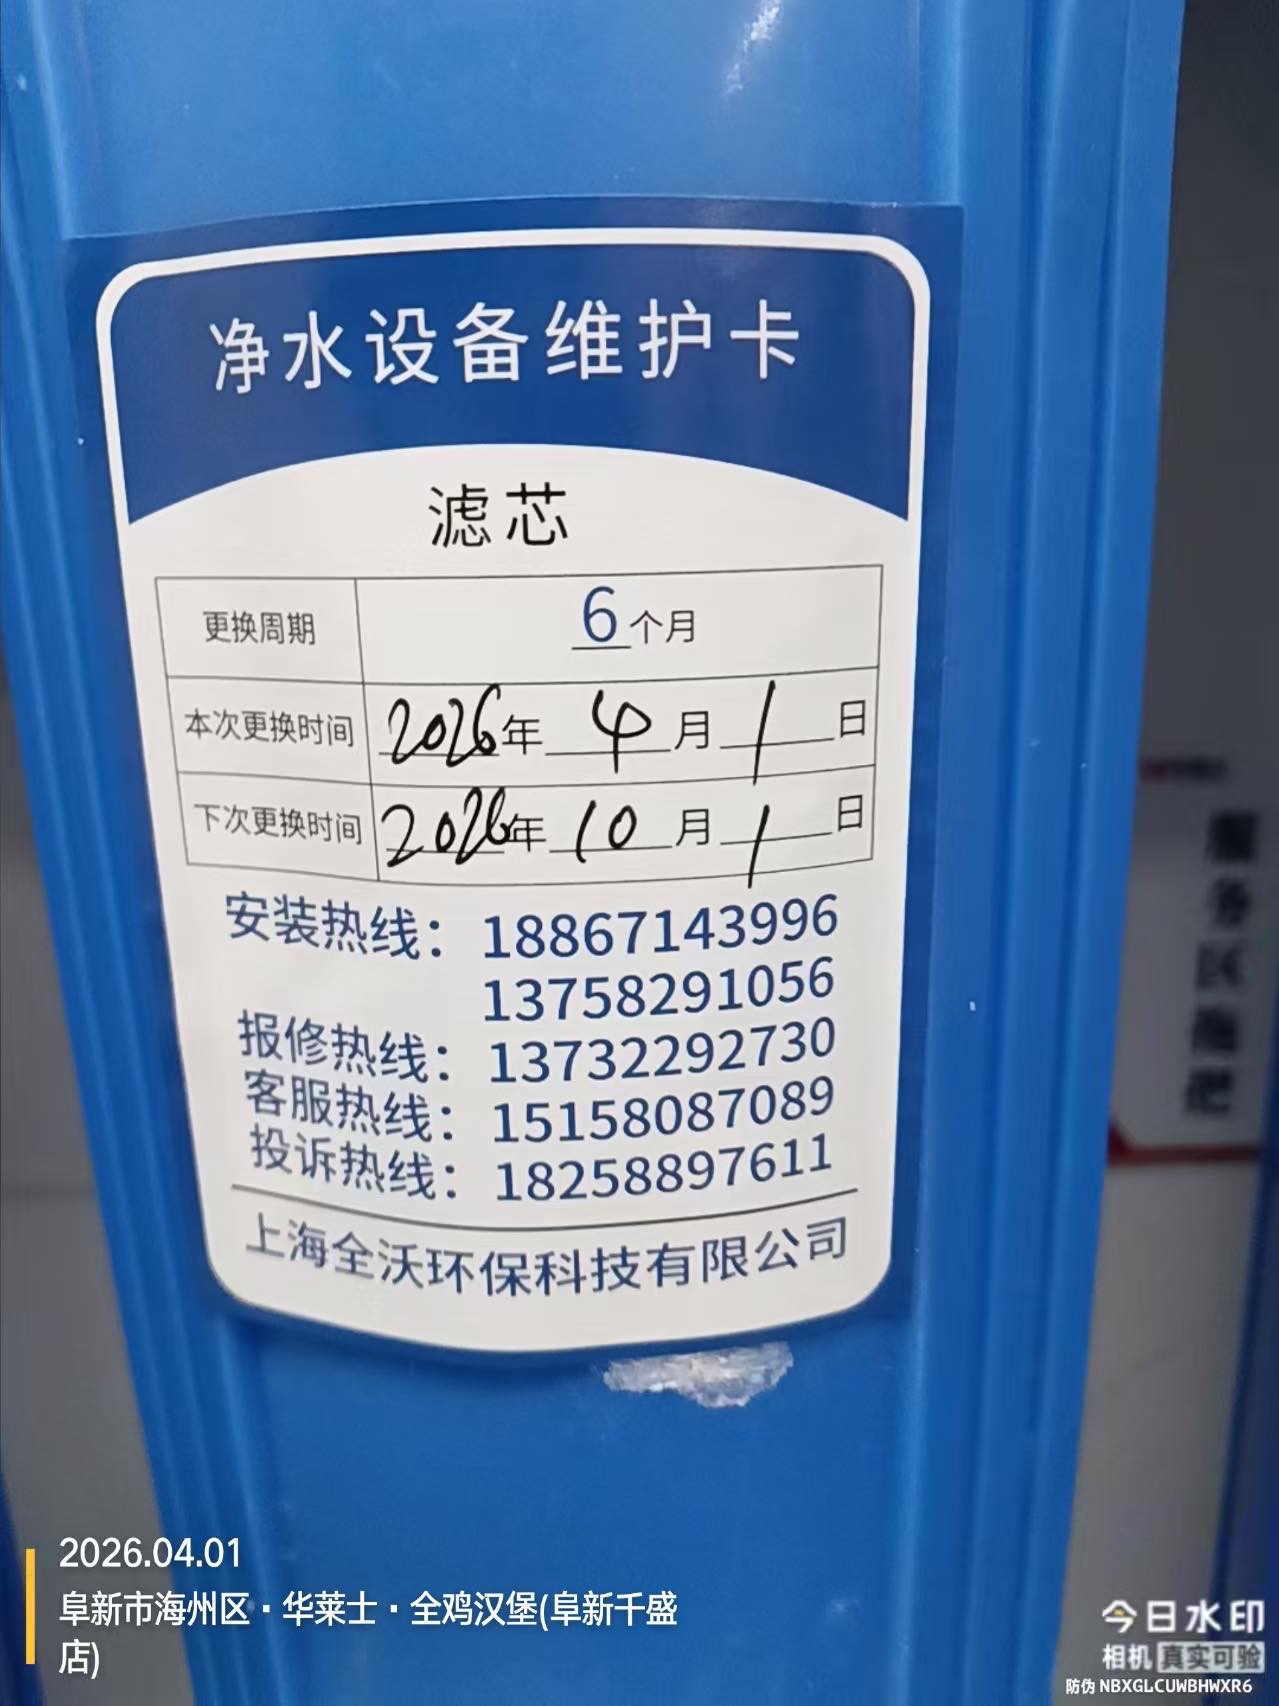 净水设备维护卡
滤芯
更换周期 6个月
本次更换时间 2026年4月1日
下次更换时间 2026年10月1日
安装热线：18867143996
13758291056
报修热线：13732292730
客服热线：15158087089
投诉热线：18258897611
上海全沃环保科技有限公司
服务区拖把
2026.04.01
阜新市海州区·华莱士·全鸡汉堡(阜新千盛
店)
今日水印
相机 真实可验
防伪 NBXGLCUWBHWXR6